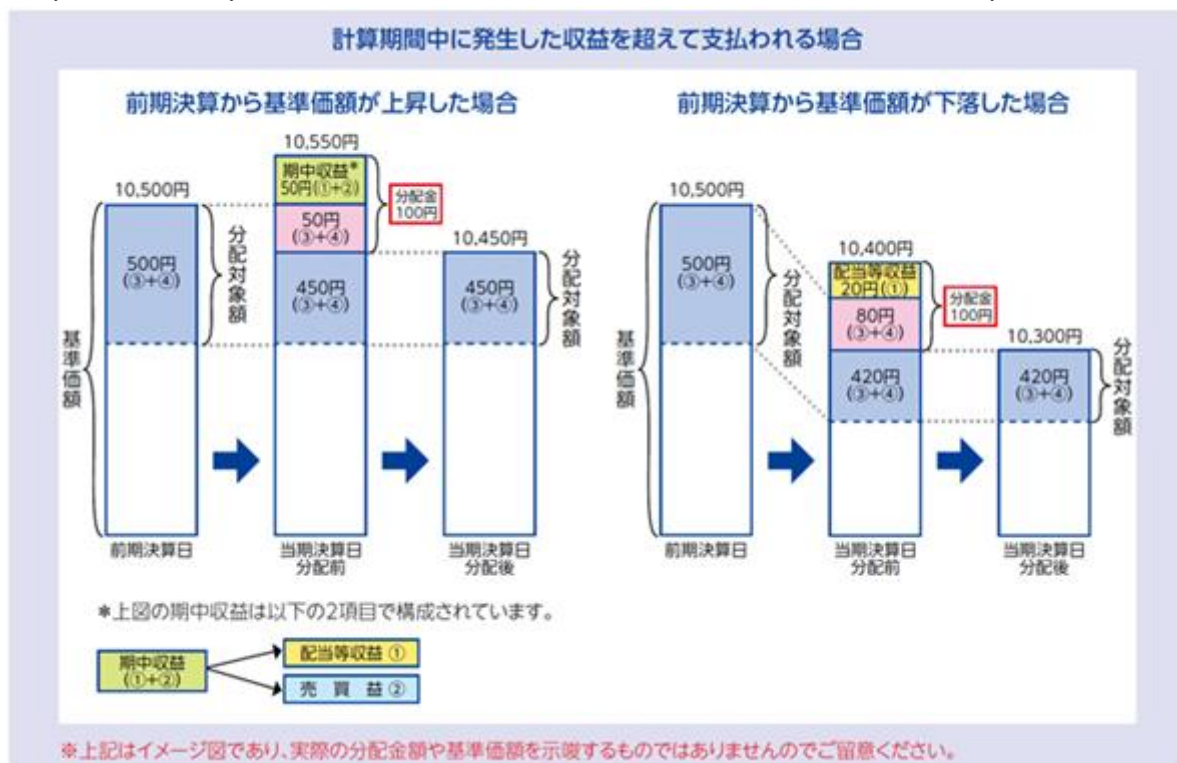 計算期間中に発生した収益を超えて支払われる場合
前期決算から基準価額が上昇した場合
10,500円
500円
(③+④)
基準価額
分配対象額
前期決算日
10,550円
期中収益*
50円(①+②)
50円
(③+④)
450円
(③+④)
分配金
100円
当期決算日
分配前
10,450円
450円
(③+④)
分配対象額
当期決算日
分配後
前期決算から基準価額が下落した場合
10,500円
500円
(③+④)
基準価額
分配対象額
前期決算日
10,400円
配当等収益
20円(①)
80円
(③+④)
420円
(③+④)
分配金
100円
当期決算日
分配前
10,300円
420円
(③+④)
分配対象額
当期決算日
分配後
*上図の期中収益は以下の2項目で構成されています。
期中収益
(①+②)
配当等収益 ①
売 買 益 ②
※上記はイメージ図であり、実際の分配金額や基準価額を示唆するものではありませんのでご留意ください。